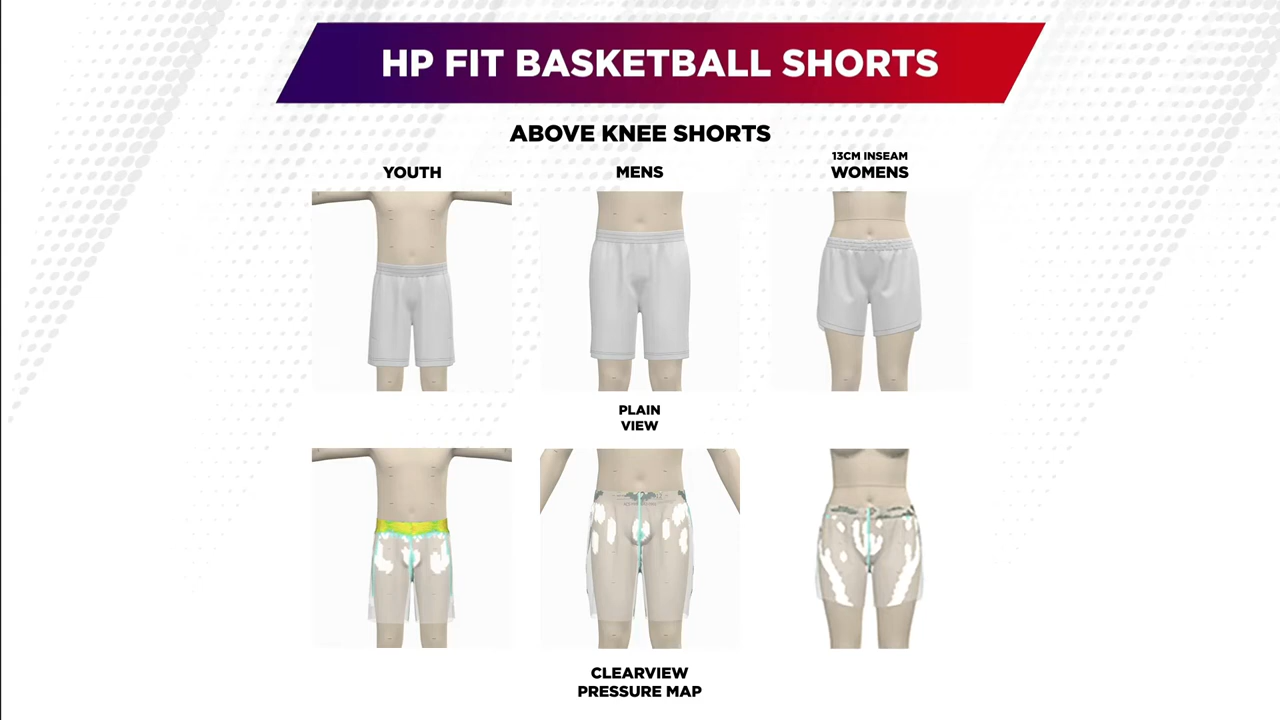 HP FIT BASKETBALL SHORTS
ABOVE KNEE SHORTS
YOUTH
MENS
13CM INSEAM
WOMENS
PLAIN
VIEW
CLEARVIEW
PRESSURE MAP